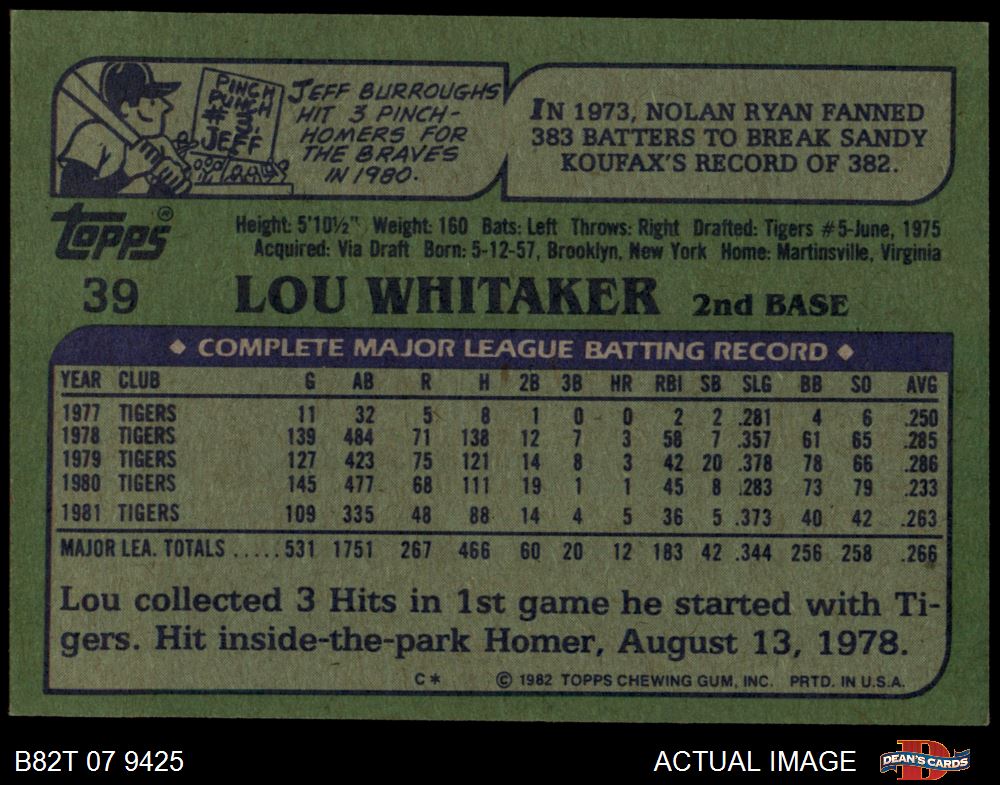 PINCH
PUNCH
# 3,
JEFF
JEFF BURROUGHS
HIT 3 PINCH-
HOMERS FOR
THE BRAVES
IN 1980.
IN 1973, NOLAN RYAN FANNED
383 BATTERS TO BREAK SANDY
KOUFAX'S RECORD OF 382.
Topps ®
Height: 5'10½" Weight: 160 Bats: Left Throws: Right Drafted: Tigers #5-June, 1975
Acquired: Via Draft Born: 5-12-57, Brooklyn, New York Home: Martinsville, Virginia
39 LOU WHITAKER 2nd BASE
◆ COMPLETE MAJOR LEAGUE BATTING RECORD ◆
YEAR CLUB G AB R H 2B 3B HR RBI SB SLG BB SO AVG
1977 TIGERS 11 32 5 8 1 0 0 2 2 .281 4 6 .250
1978 TIGERS 139 484 71 138 12 7 3 58 7 .357 61 65 .285
1979 TIGERS 127 423 75 121 14 8 3 42 20 .378 78 66 .286
1980 TIGERS 145 477 68 111 19 1 1 45 8 .283 73 79 .233
1981 TIGERS 109 335 48 88 14 4 5 36 5 .373 40 42 .263
MAJOR LEA. TOTALS .....531 1751 267 466 60 20 12 183 42 .344 256 258 .266
Lou collected 3 Hits in 1st game he started with Ti-
gers. Hit inside-the-park Homer, August 13, 1978.
C* © 1982 TOPPS CHEWING GUM, INC. PRTD. IN U.S.A.
B82T 07 9425 ACTUAL IMAGE D DEAN'S CARDS